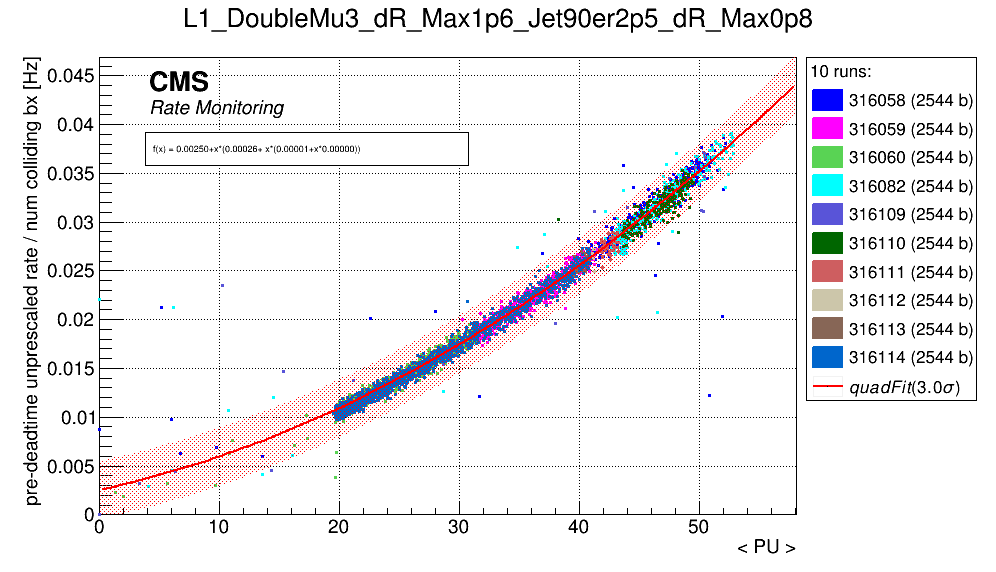 L1_DoubleMu3_dR_Max1p6_Jet90er2p5_dR_Max0p8
pre-deadtime unprescaled rate / num colliding bx [Hz]
0.045
0.04
0.035
0.03
0.025
0.02
0.015
0.01
0.005
0
CMS
Rate Monitoring
f(x) = 0.00250+x*(0.00026+ x*(0.00001+x*0.00000))
0 10 20 30 40 50
< PU >
10 runs:
316058 (2544 b)
316059 (2544 b)
316060 (2544 b)
316082 (2544 b)
316109 (2544 b)
316110 (2544 b)
316111 (2544 b)
316112 (2544 b)
316113 (2544 b)
316114 (2544 b)
quadFit(3.0σ)